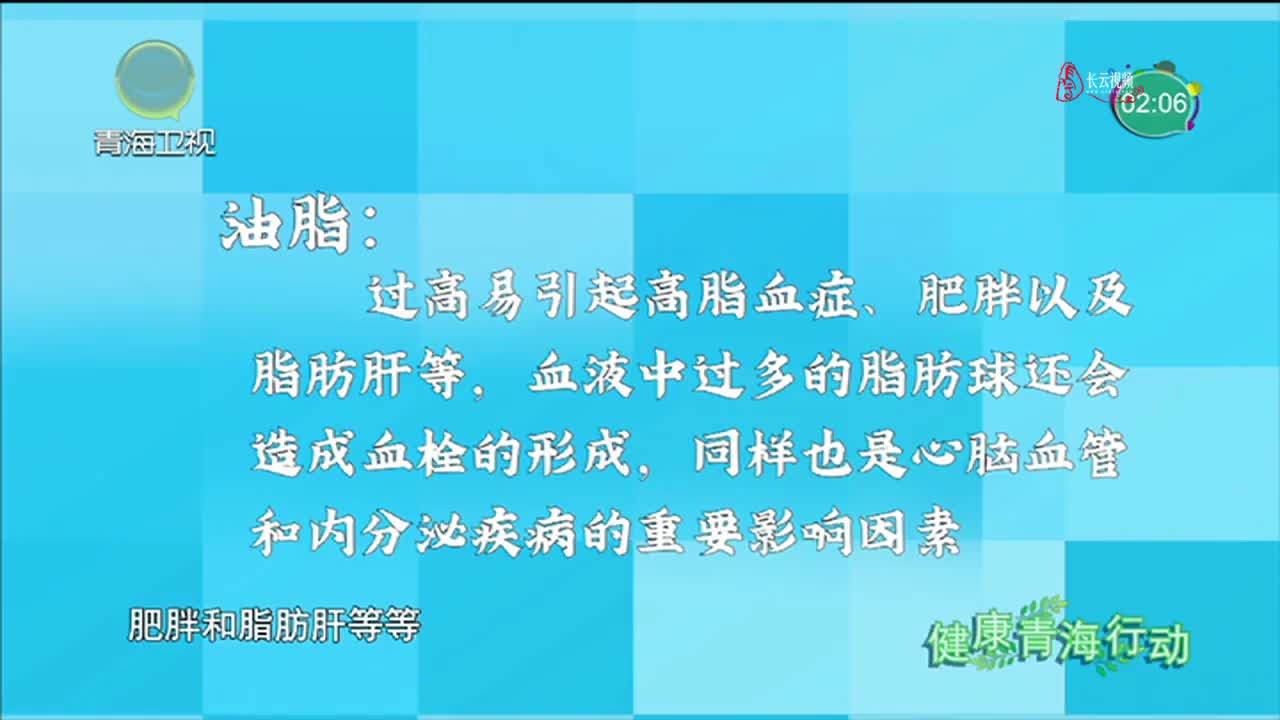 青海卫视
长云视频
02:06
油脂：
过高易引起高脂血症、肥胖以及
脂肪肝等，血液中过多的脂肪球还会
造成血栓的形成，同样也是心脑血管
和内分泌疾病的重要影响因素
肥胖和脂肪肝等等
健康青海行动